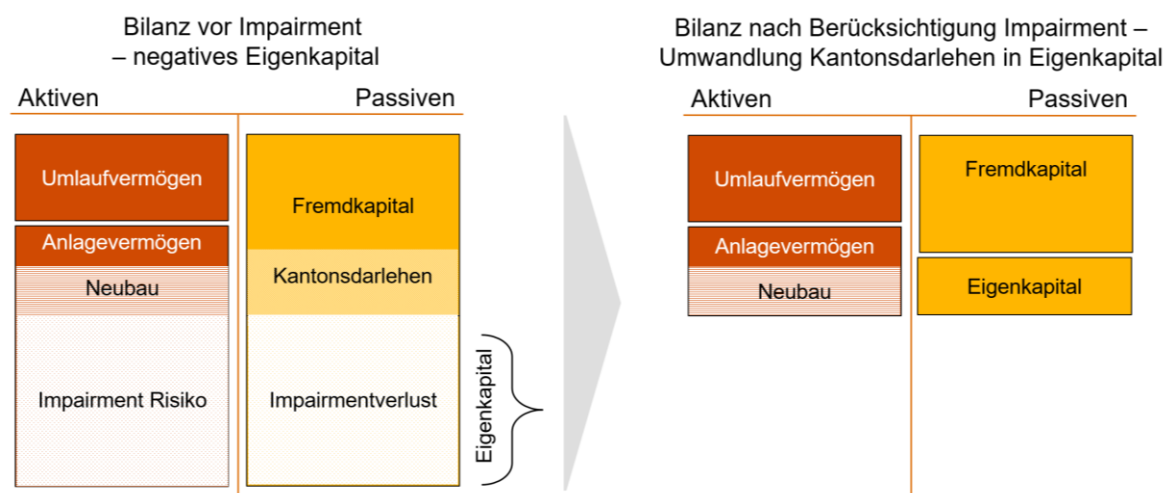 Bilanz vor Impairment
– negatives Eigenkapital
Aktiven
Passiven
Umlaufvermögen
Anlagevermögen
Neubau
Impairment Risiko
Fremdkapital
Kantonsdarlehen
Impairmentverlust
Eigenkapital
Bilanz nach Berücksichtigung Impairment –
Umwandlung Kantonsdarlehen in Eigenkapital
Aktiven
Passiven
Umlaufvermögen
Anlagevermögen
Neubau
Fremdkapital
Eigenkapital